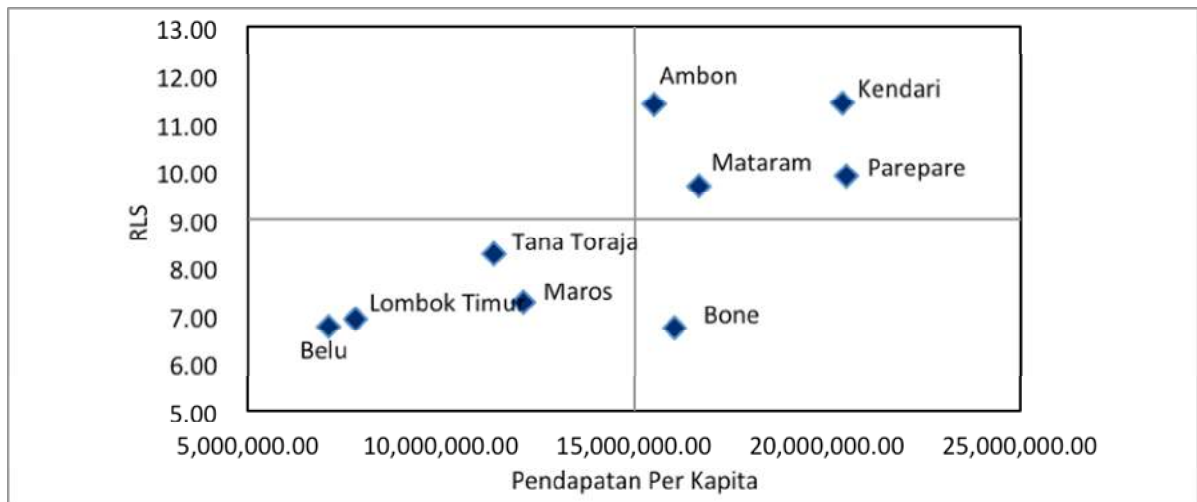 13.00
12.00
11.00
10.00
9.00
8.00
7.00
6.00
5.00
RLS
Ambon
Kendari
Mataram
Parepare
Tana Toraja
Maros
Lombok Timur
Bone
Belu
5,000,000.00 10,000,000.00 15,000,000.00 20,000,000.00 25,000,000.00
Pendapatan Per Kapita